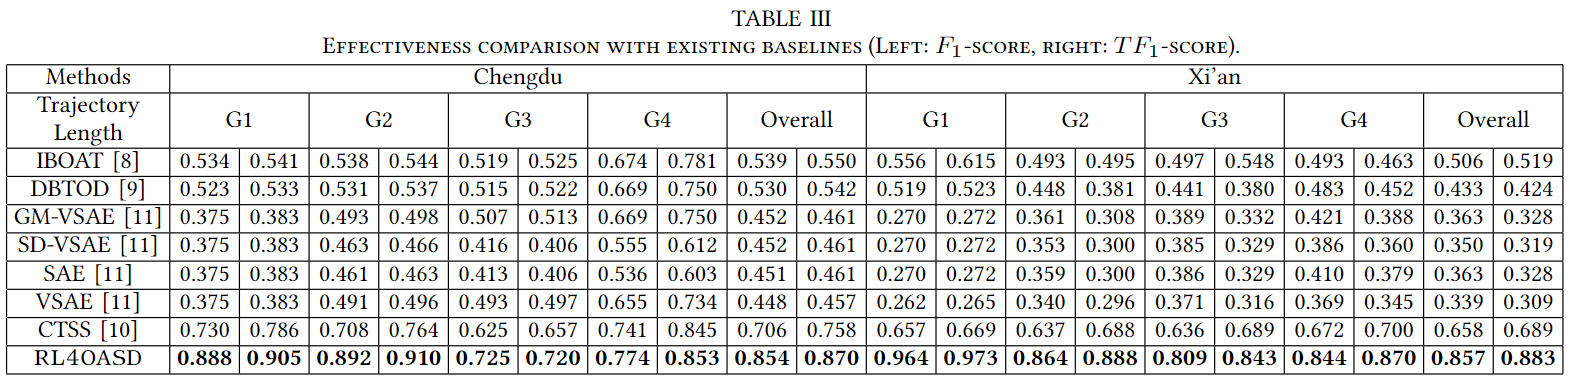 TABLE III
Effectiveness comparison with existing baselines (Left: F1-score, right: TF1-score).
Methods Chengdu Xi'an
Trajectory Length G1 G2 G3 G4 Overall G1 G2 G3 G4 Overall
IBOAT [8] 0.534 0.541 0.538 0.544 0.519 0.525 0.674 0.781 0.539 0.550 0.556 0.615 0.493 0.495 0.497 0.548 0.493 0.463 0.506 0.519
DBTOD [9] 0.523 0.533 0.531 0.537 0.515 0.522 0.669 0.750 0.530 0.542 0.519 0.523 0.448 0.381 0.441 0.380 0.483 0.452 0.433 0.424
GM-VSAE [11] 0.375 0.383 0.493 0.498 0.507 0.513 0.669 0.750 0.452 0.461 0.270 0.272 0.361 0.308 0.389 0.332 0.421 0.388 0.363 0.328
SD-VSAE [11] 0.375 0.383 0.463 0.466 0.416 0.406 0.555 0.612 0.452 0.461 0.270 0.272 0.353 0.300 0.385 0.329 0.386 0.360 0.350 0.319
SAE [11] 0.375 0.383 0.461 0.463 0.413 0.406 0.536 0.603 0.451 0.461 0.270 0.272 0.359 0.300 0.386 0.329 0.410 0.379 0.363 0.328
VSAE [11] 0.375 0.383 0.491 0.496 0.493 0.497 0.655 0.734 0.448 0.457 0.262 0.265 0.340 0.296 0.371 0.316 0.369 0.345 0.339 0.309
CTSS [10] 0.730 0.786 0.708 0.764 0.625 0.657 0.741 0.845 0.706 0.758 0.657 0.669 0.637 0.688 0.636 0.689 0.672 0.700 0.658 0.689
RL4OASD 0.888 0.905 0.892 0.910 0.725 0.720 0.774 0.853 0.854 0.870 0.964 0.973 0.864 0.888 0.809 0.843 0.844 0.870 0.857 0.883